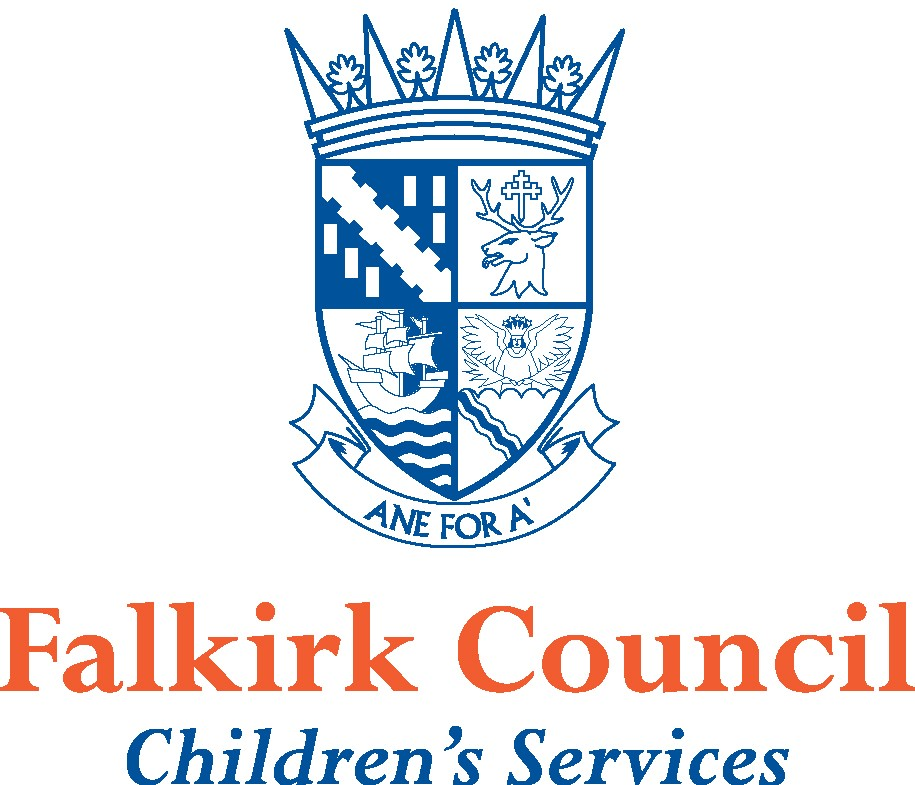 ANE FOR A'
Falkirk Council
Children's Services